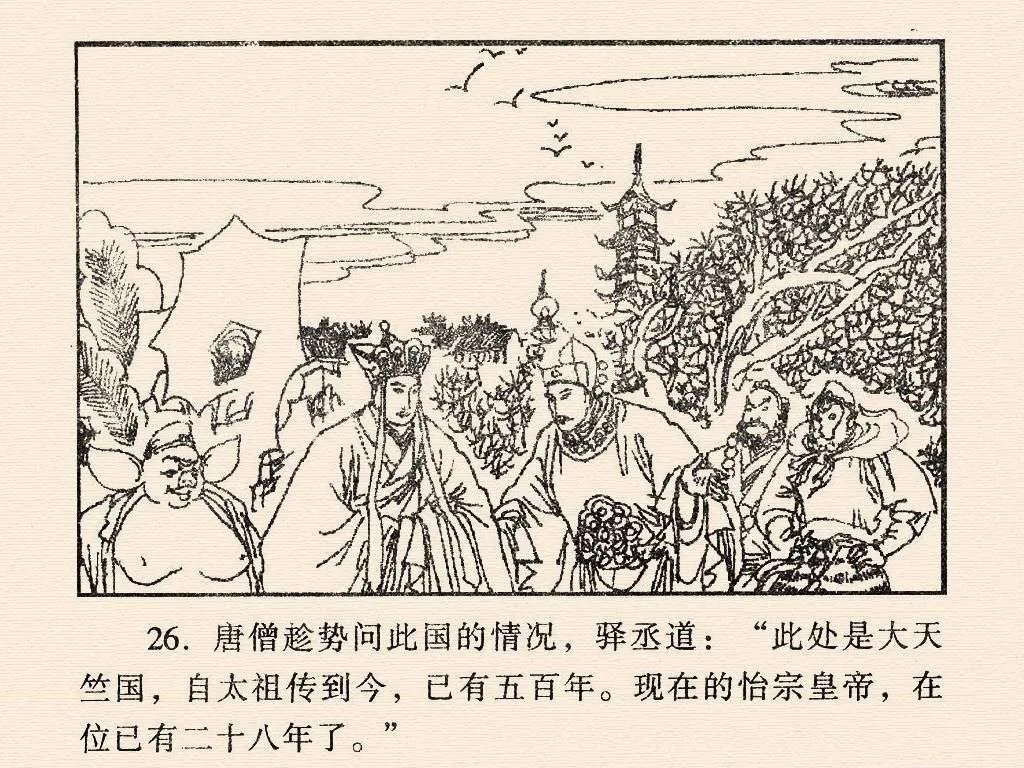 26. 唐僧趁势问此国的情况，驿丞道：“此处是大天
竺国，自太祖传到今，已有五百年。现在的怡宗皇帝，在
位已有二十八年了。”